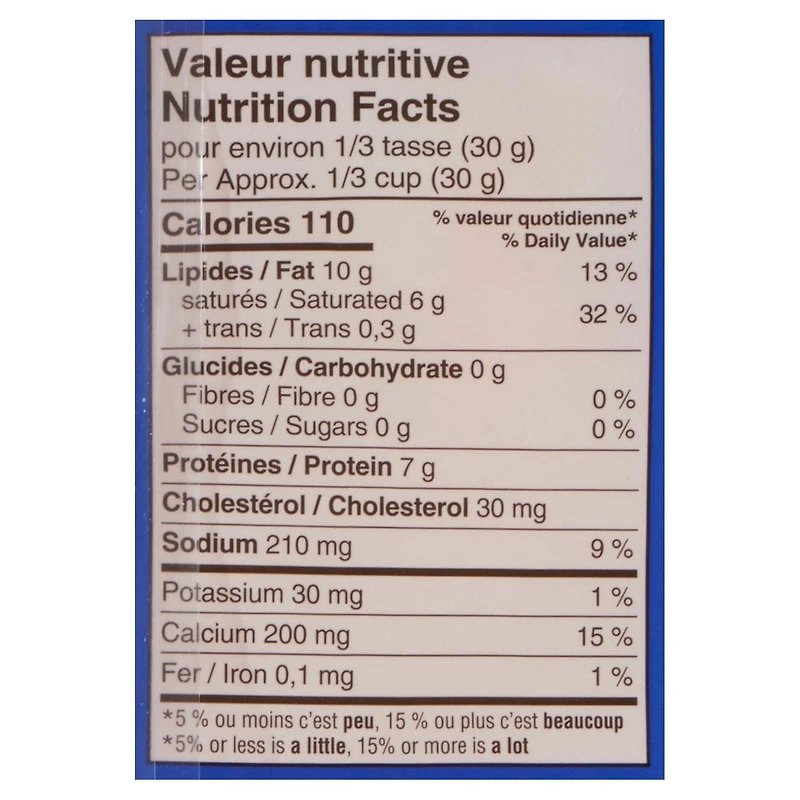 Valeur nutritive
Nutrition Facts
pour environ 1/3 tasse (30 g)
Per Approx. 1/3 cup (30 g)
Calories 110
% valeur quotidienne*
% Daily Value*
Lipides / Fat 10 g 13 %
saturés / Saturated 6 g
+ trans / Trans 0,3 g 32 %
Glucides / Carbohydrate 0 g
Fibres / Fibre 0 g 0 %
Sucres / Sugars 0 g 0 %
Protéines / Protein 7 g
Cholestérol / Cholesterol 30 mg
Sodium 210 mg 9 %
Potassium 30 mg 1 %
Calcium 200 mg 15 %
Fer / Iron 0,1 mg 1 %
*5 % ou moins c'est peu, 15 % ou plus c'est beaucoup
*5% or less is a little, 15% or more is a lot